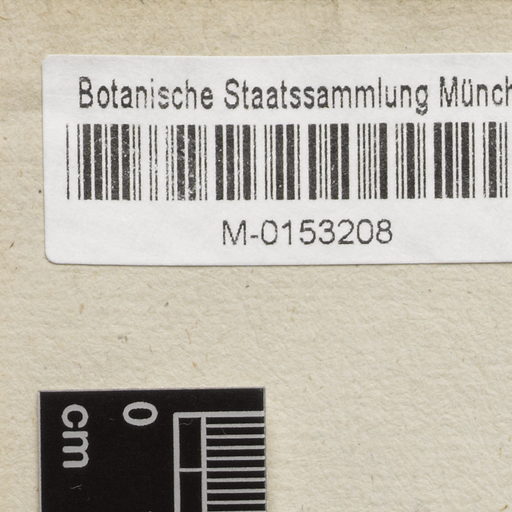 Botanische Staatssammlung Münch
M-0153208
0
cm